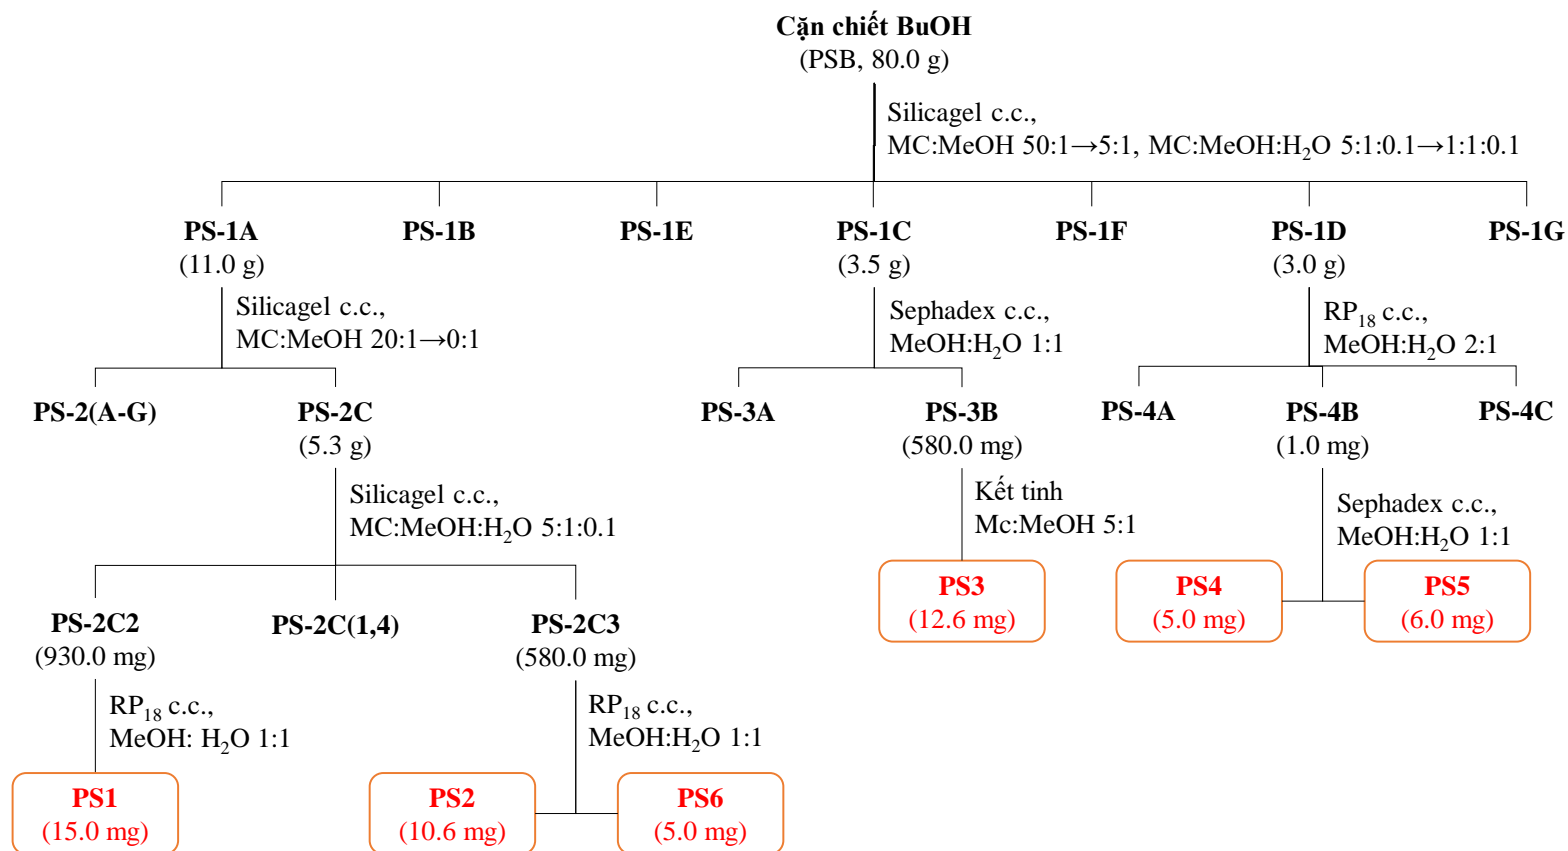 Cặn chiết BuOH
(PSB, 80.0 g)
Silicagel c.c.,
MC:MeOH 50:1→5:1, MC:MeOH:H₂O 5:1:0.1→1:1:0.1
PS-1A
(11.0 g)
PS-1B
PS-1E
PS-1C
(3.5 g)
PS-1F
PS-1D
(3.0 g)
PS-1G
Silicagel c.c.,
MC:MeOH 20:1→0:1
Sephadex c.c.,
MeOH:H₂O 1:1
RP₁₈ c.c.,
MeOH:H₂O 2:1
PS-2(A-G)
PS-2C
(5.3 g)
PS-3A
PS-3B
(580.0 mg)
PS-4A
PS-4B
(1.0 mg)
PS-4C
Silicagel c.c.,
MC:MeOH:H₂O 5:1:0.1
Kết tinh
Mc:MeOH 5:1
Sephadex c.c.,
MeOH:H₂O 1:1
PS3
(12.6 mg)
PS4
(5.0 mg)
PS5
(6.0 mg)
PS-2C2
(930.0 mg)
PS-2C(1,4)
PS-2C3
(580.0 mg)
RP₁₈ c.c.,
MeOH: H₂O 1:1
RP₁₈ c.c.,
MeOH:H₂O 1:1
PS1
(15.0 mg)
PS2
(10.6 mg)
PS6
(5.0 mg)